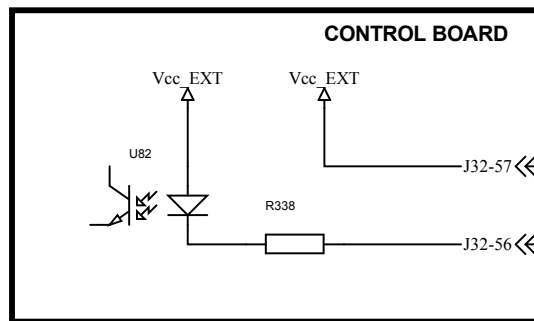 CONTROL BOARD
Vcc_EXT Vcc_EXT
U82
J32-57
R338
J32-56